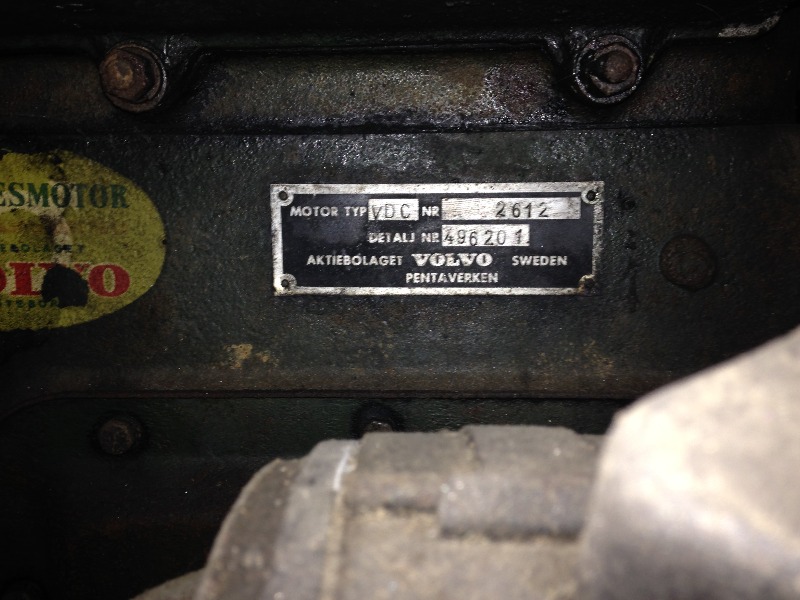 ESMOTOR
VOLVO
MOTOR TYP VDC NR 2612
DETALJ NR 496201
AKTIEBOLAGET VOLVO SWEDEN
PENTAVERKEN